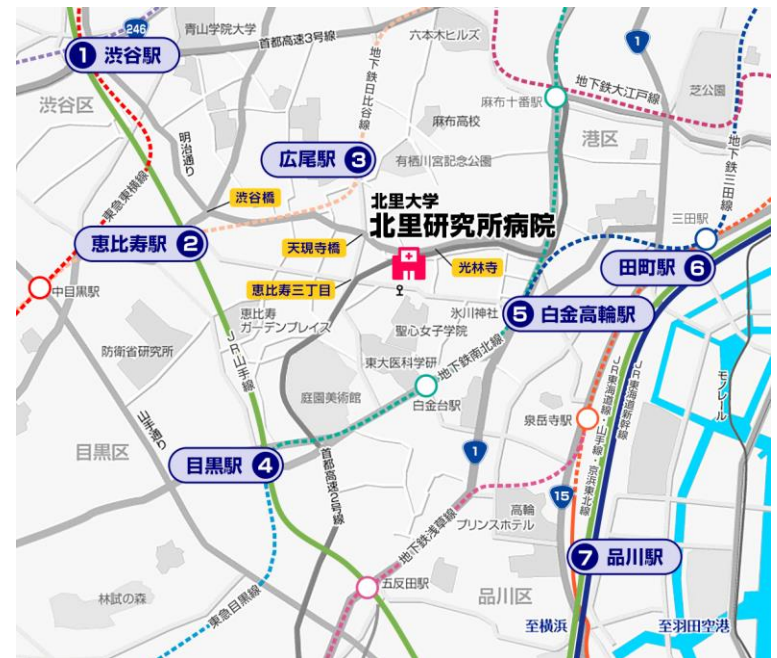 246
青山学院大学
六本木ヒルズ
1
① 渋谷駅
首都高速3号線
地下鉄日比谷線
地下鉄大江戸線
芝公園
渋谷区
麻布十番駅
麻布高校
港区
明治通り
広尾駅 ③
有栖川宮記念公園
地下鉄三田線
東急東横線
渋谷橋
北里大学
北里研究所病院
三田駅
恵比寿駅 ②
天現寺橋
光林寺
田町駅 ⑥
中目黒駅
恵比寿三丁目
恵比寿
ガーデンプレイス
氷川神社
⑤ 白金高輪駅
聖心女子学院
防衛省研究所
JR山手線
東大医科学研
地下鉄南北線
庭園美術館
白金台駅
JR東海道新幹線
JR東海道線・山手線・京浜東北線
モノレール
泉岳寺駅
山手通り
目黒区
目黒駅 ④
首都高速2号線
1
15
高輪
プリンスホテル
地下鉄浅草線
⑦ 品川駅
五反田駅
林試の森
東急目黒線
品川区
至横浜
至羽田空港